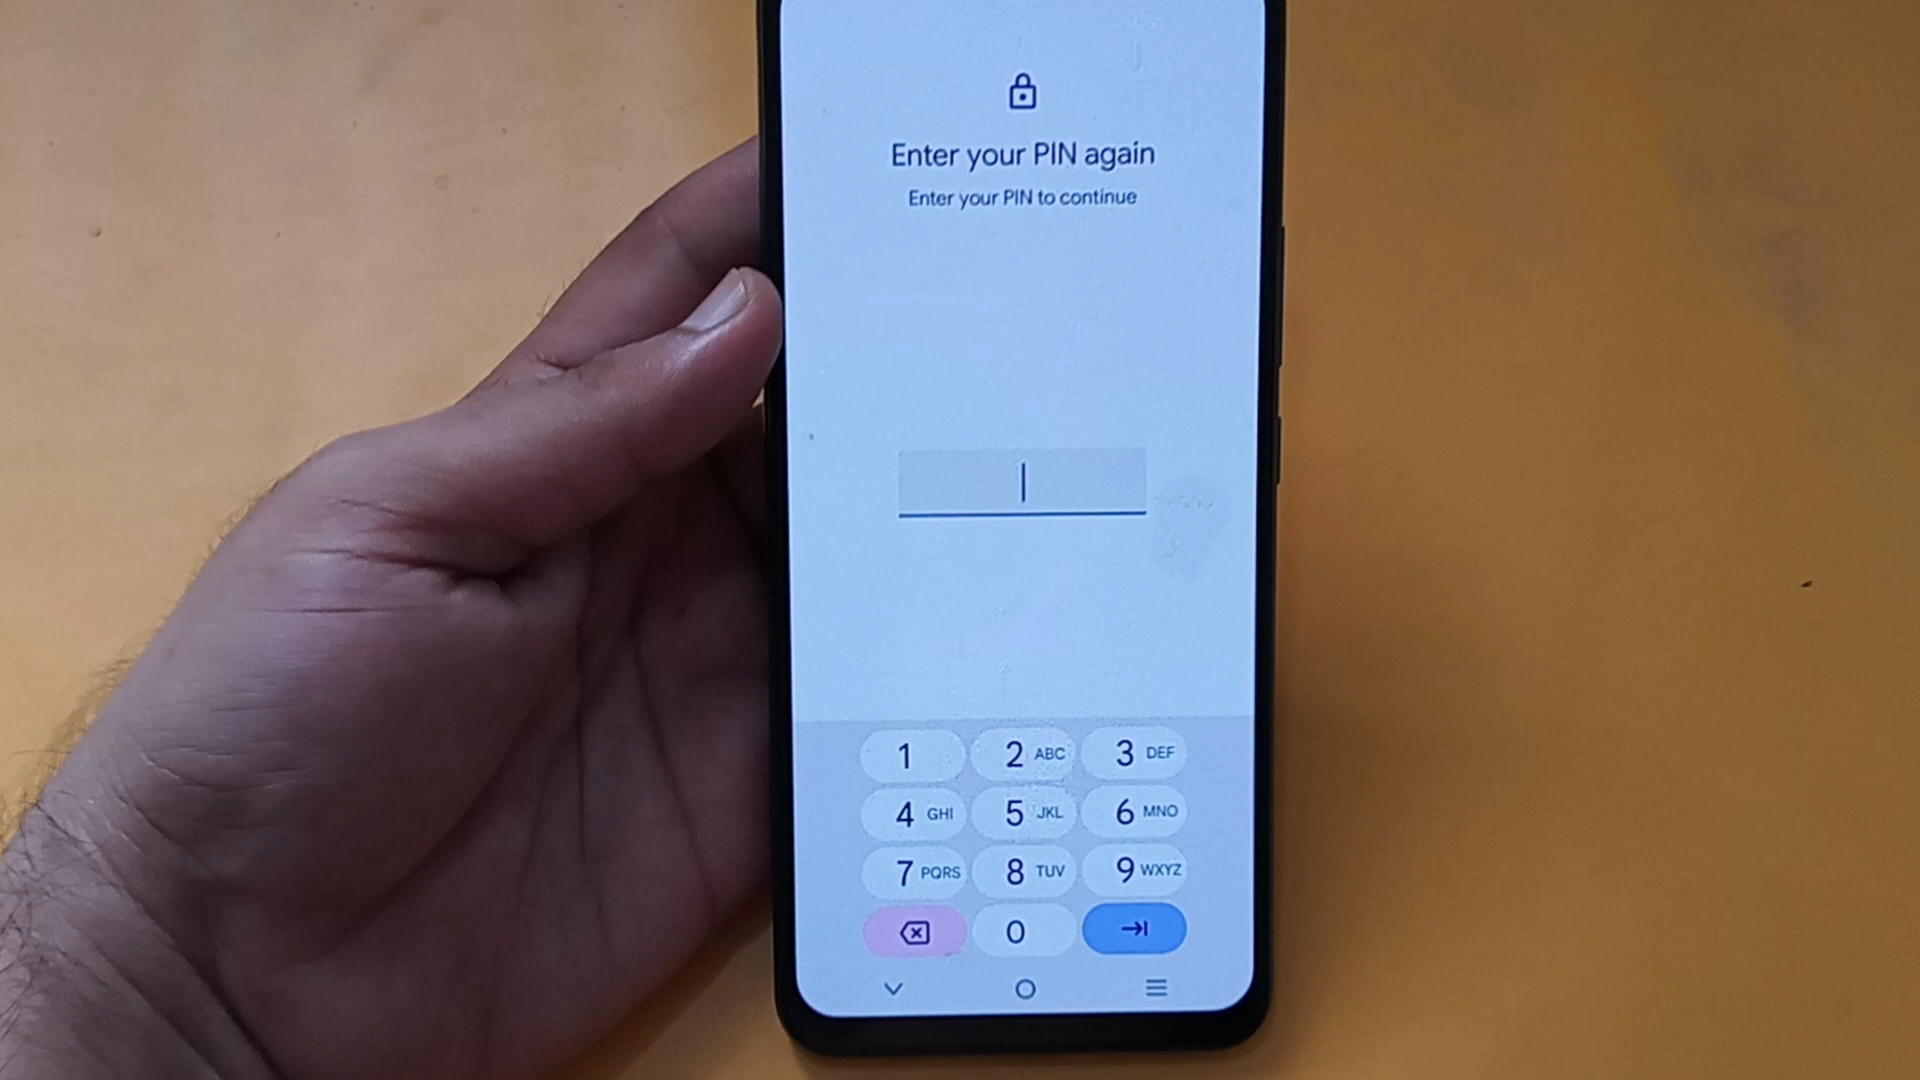 Enter your PIN again
Enter your PIN to continue
1 2 ABC 3 DEF
4 GHI 5 JKL 6 MNO
7 PQRS 8 TUV 9 WXYZ
0